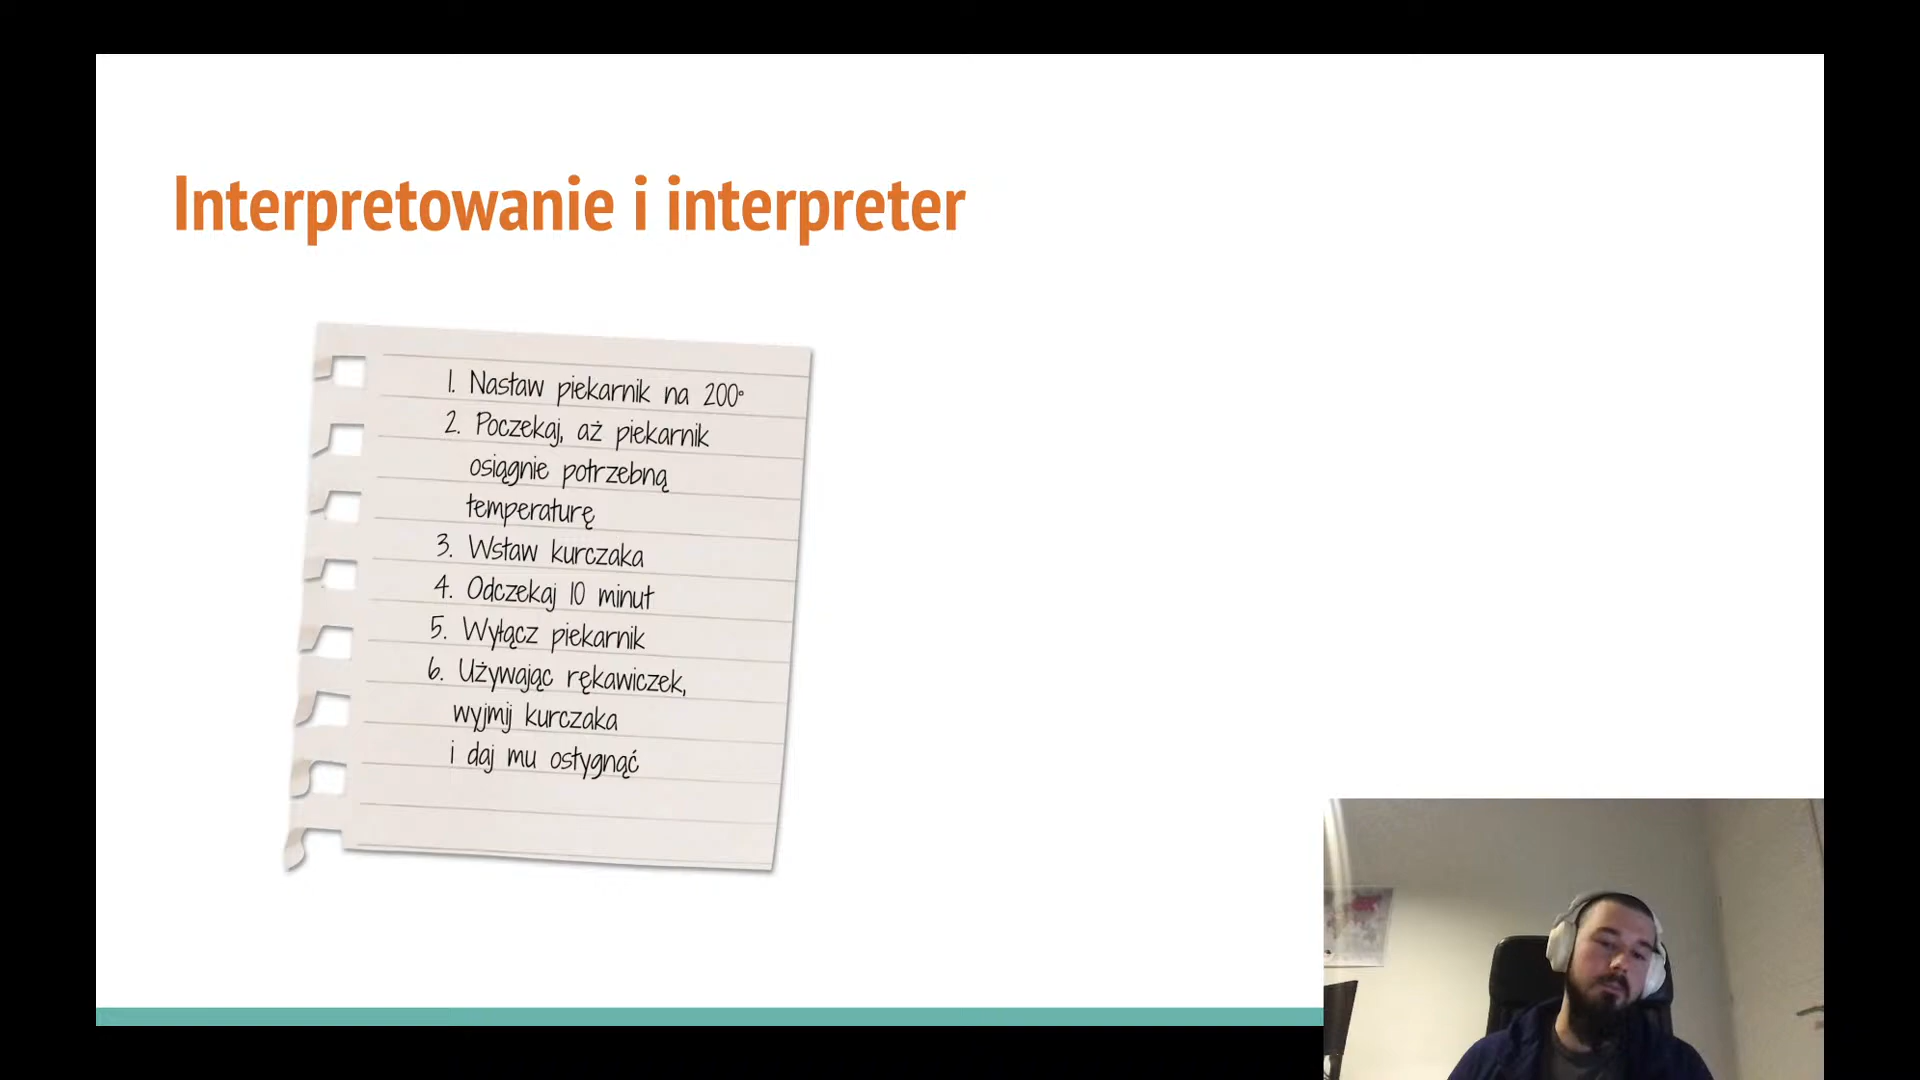 Interpretowanie i interpreter
1. Nastaw piekarnik na 200°
2. Poczekaj, aż piekarnik
osiągnie potrzebną
temperaturę
3. Wstaw kurczaka
4. Odczekaj 10 minut
5. Wyłącz piekarnik
6. Używając rękawiczek,
wyjmij kurczaka
i daj mu ostygnąć